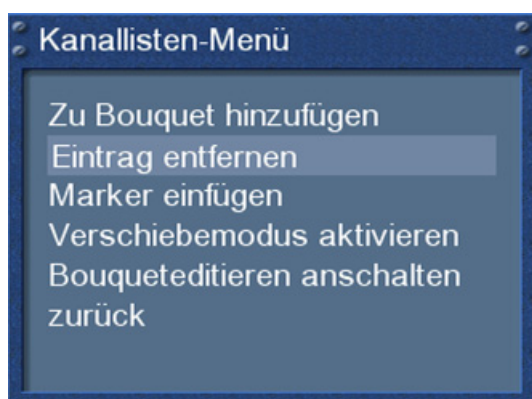 Kanallisten-Menü
Zu Bouquet hinzufügen
Eintrag entfernen
Marker einfügen
Verschiebemodus aktivieren
Bouqueteditieren anschalten
zurück